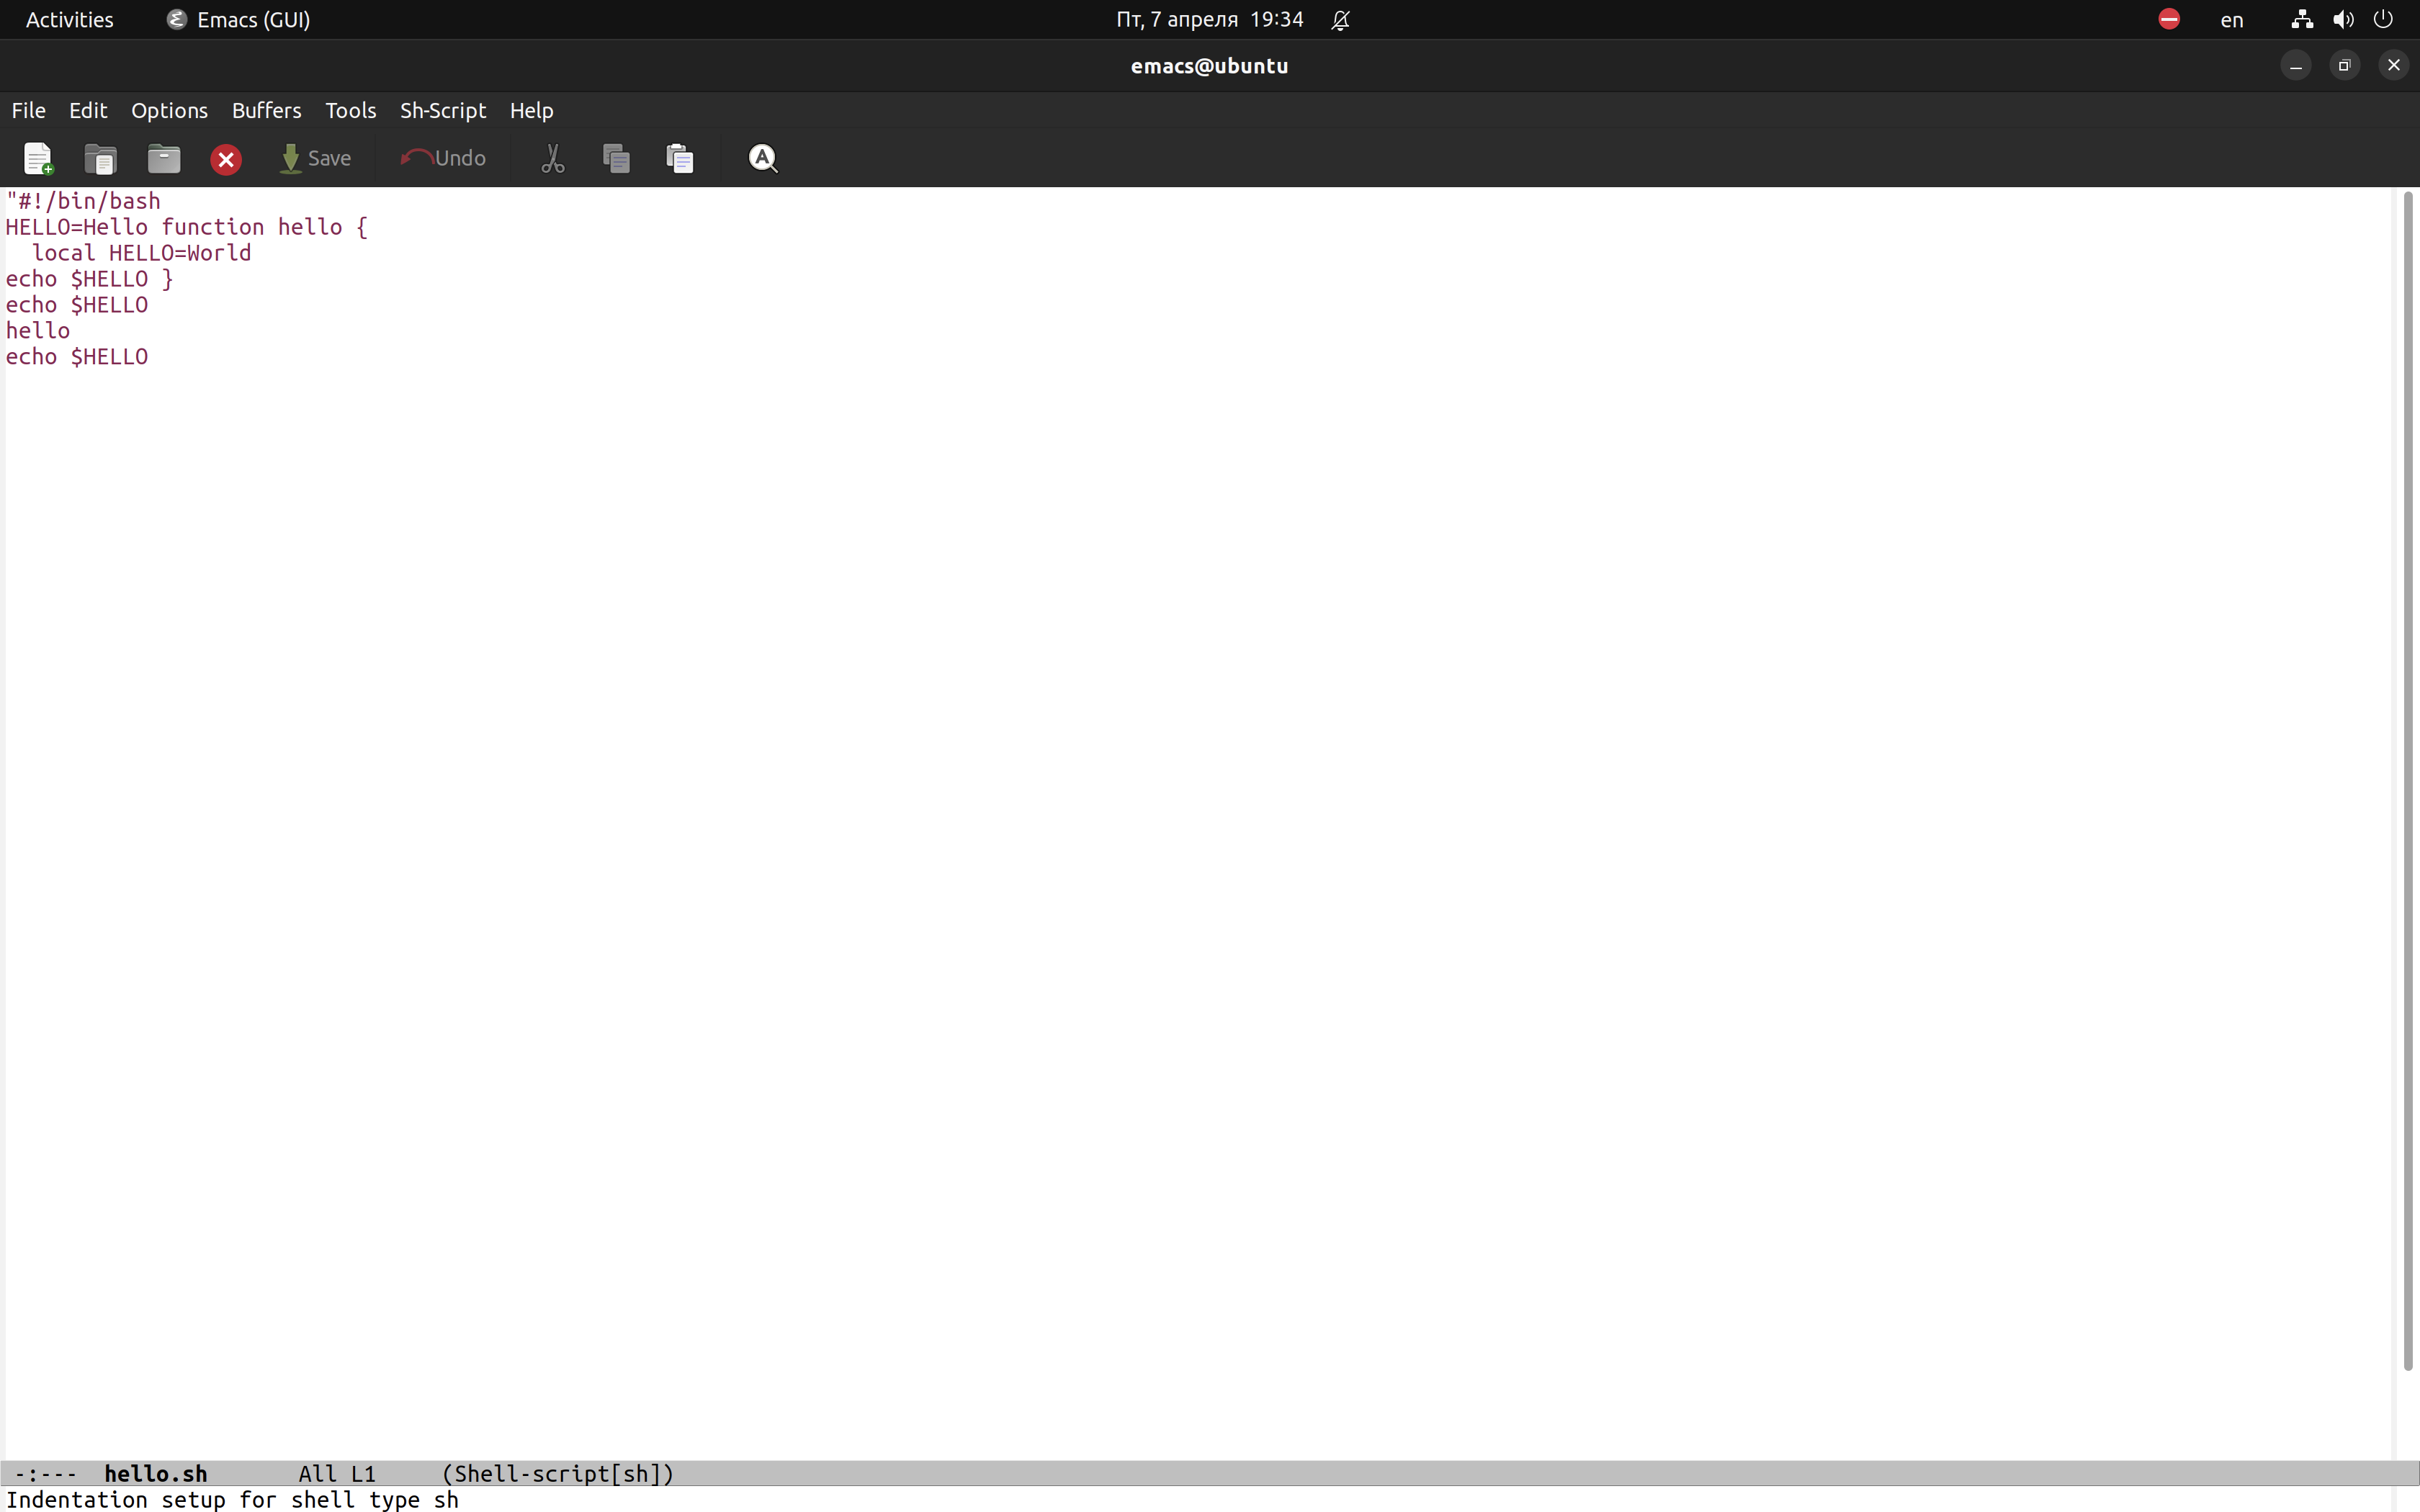 Activities Emacs (GUI) Пт, 7 апреля 19:34 en
emacs@ubuntu
File Edit Options Buffers Tools Sh-Script Help
Save Undo
"#!/bin/bash
HELLO=Hello function hello {
  local HELLO=World
echo $HELLO }
echo $HELLO
hello
echo $HELLO
-:--- hello.sh All L1 (Shell-script[sh])
Indentation setup for shell type sh